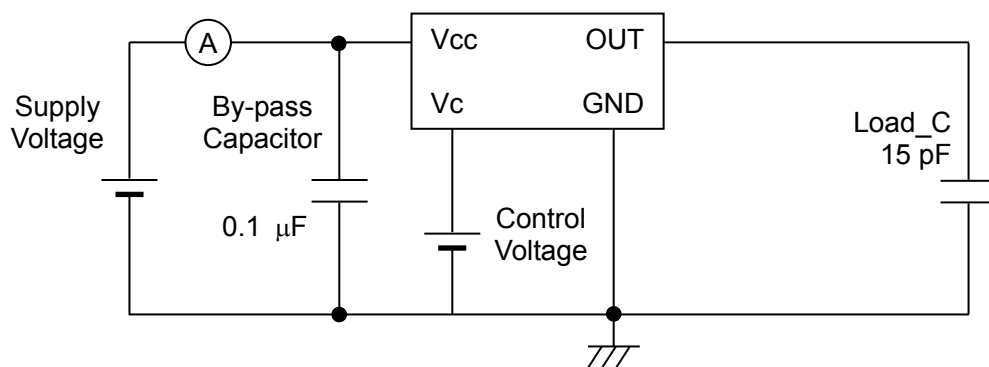 A
Vcc
OUT
Supply
Voltage
By-pass
Capacitor
Vc
GND
Load_C
15 pF
0.1 μF
Control
Voltage